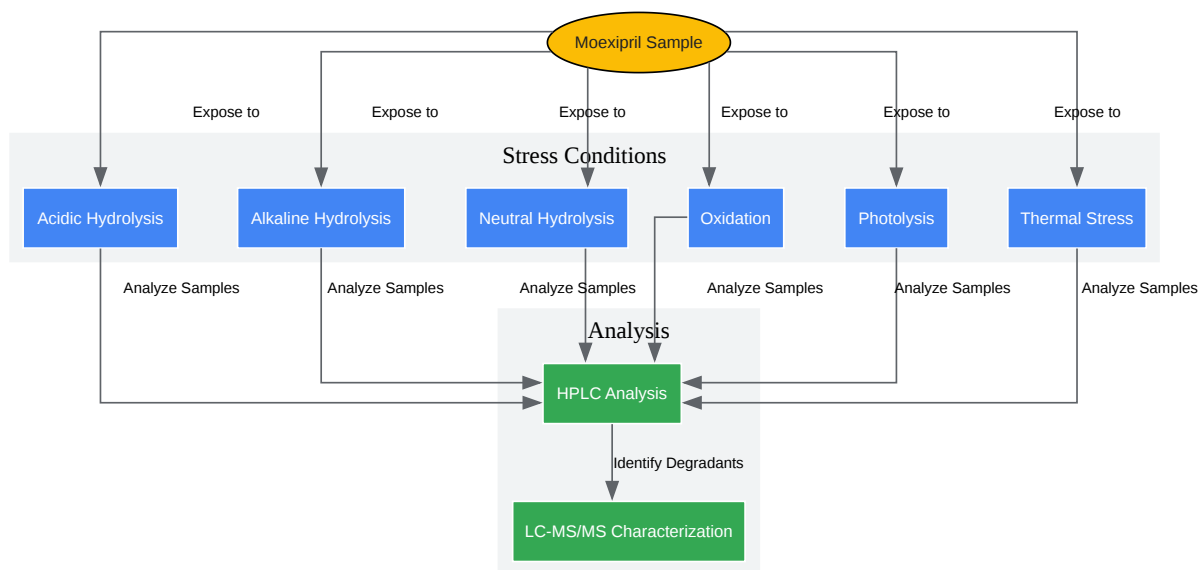 Moexipril Sample
Expose to
Expose to
Expose to
Expose to
Expose to
Expose to
Stress Conditions
Acidic Hydrolysis
Alkaline Hydrolysis
Neutral Hydrolysis
Oxidation
Photolysis
Thermal Stress
Analyze Samples
Analyze Samples
Analyze Samples
Analyze Samples
Analyze Samples
Analyze Samples
Analysis
HPLC Analysis
Identify Degradants
LC-MS/MS Characterization